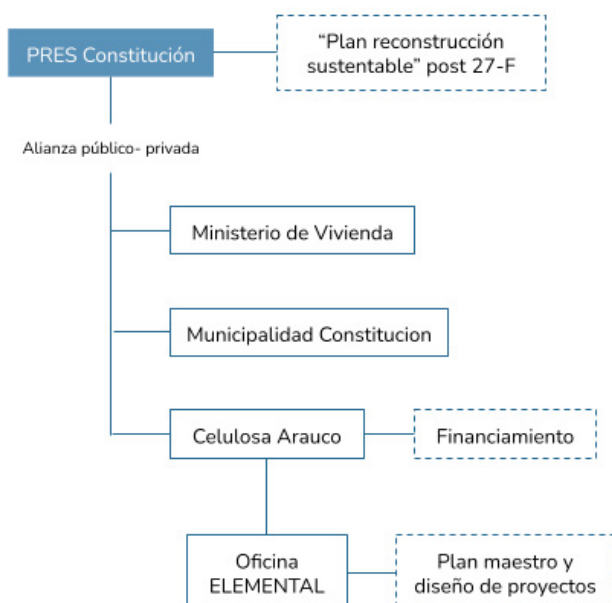 PRES Constitución
“Plan reconstrucción
sustentable” post 27-F
Alianza público- privada
Ministerio de Vivienda
Municipalidad Constitucion
Celulosa Arauco
Financiamiento
Oficina
ELEMENTAL
Plan maestro y
diseño de proyectos